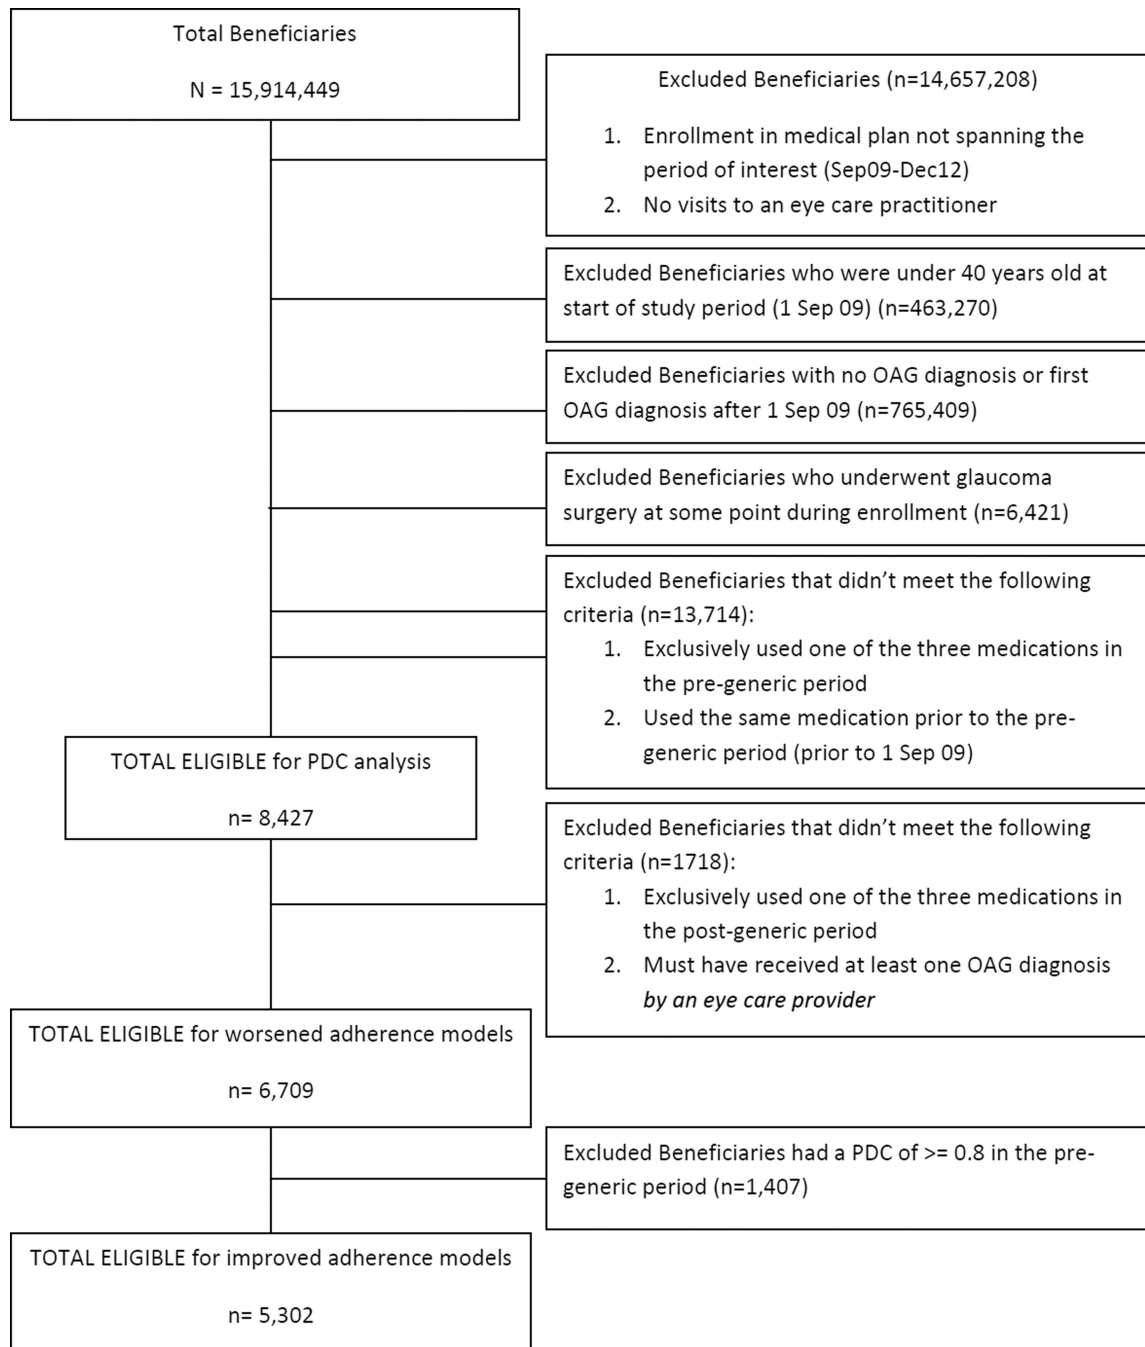 Total Beneficiaries
N = 15,914,449
Excluded Beneficiaries (n=14,657,208)
1. Enrollment in medical plan not spanning the
period of interest (Sep09-Dec12)
2. No visits to an eye care practitioner
Excluded Beneficiaries who were under 40 years old at
start of study period (1 Sep 09) (n=463,270)
Excluded Beneficiaries with no OAG diagnosis or first
OAG diagnosis after 1 Sep 09 (n=765,409)
Excluded Beneficiaries who underwent glaucoma
surgery at some point during enrollment (n=6,421)
Excluded Beneficiaries that didn’t meet the following
criteria (n=13,714):
1. Exclusively used one of the three medications in
the pre-generic period
2. Used the same medication prior to the pre-
generic period (prior to 1 Sep 09)
TOTAL ELIGIBLE for PDC analysis
n= 8,427
Excluded Beneficiaries that didn’t meet the following
criteria (n=1718):
1. Exclusively used one of the three medications in
the post-generic period
2. Must have received at least one OAG diagnosis
by an eye care provider
TOTAL ELIGIBLE for worsened adherence models
n= 6,709
Excluded Beneficiaries had a PDC of >= 0.8 in the pre-
generic period (n=1,407)
TOTAL ELIGIBLE for improved adherence models
n= 5,302